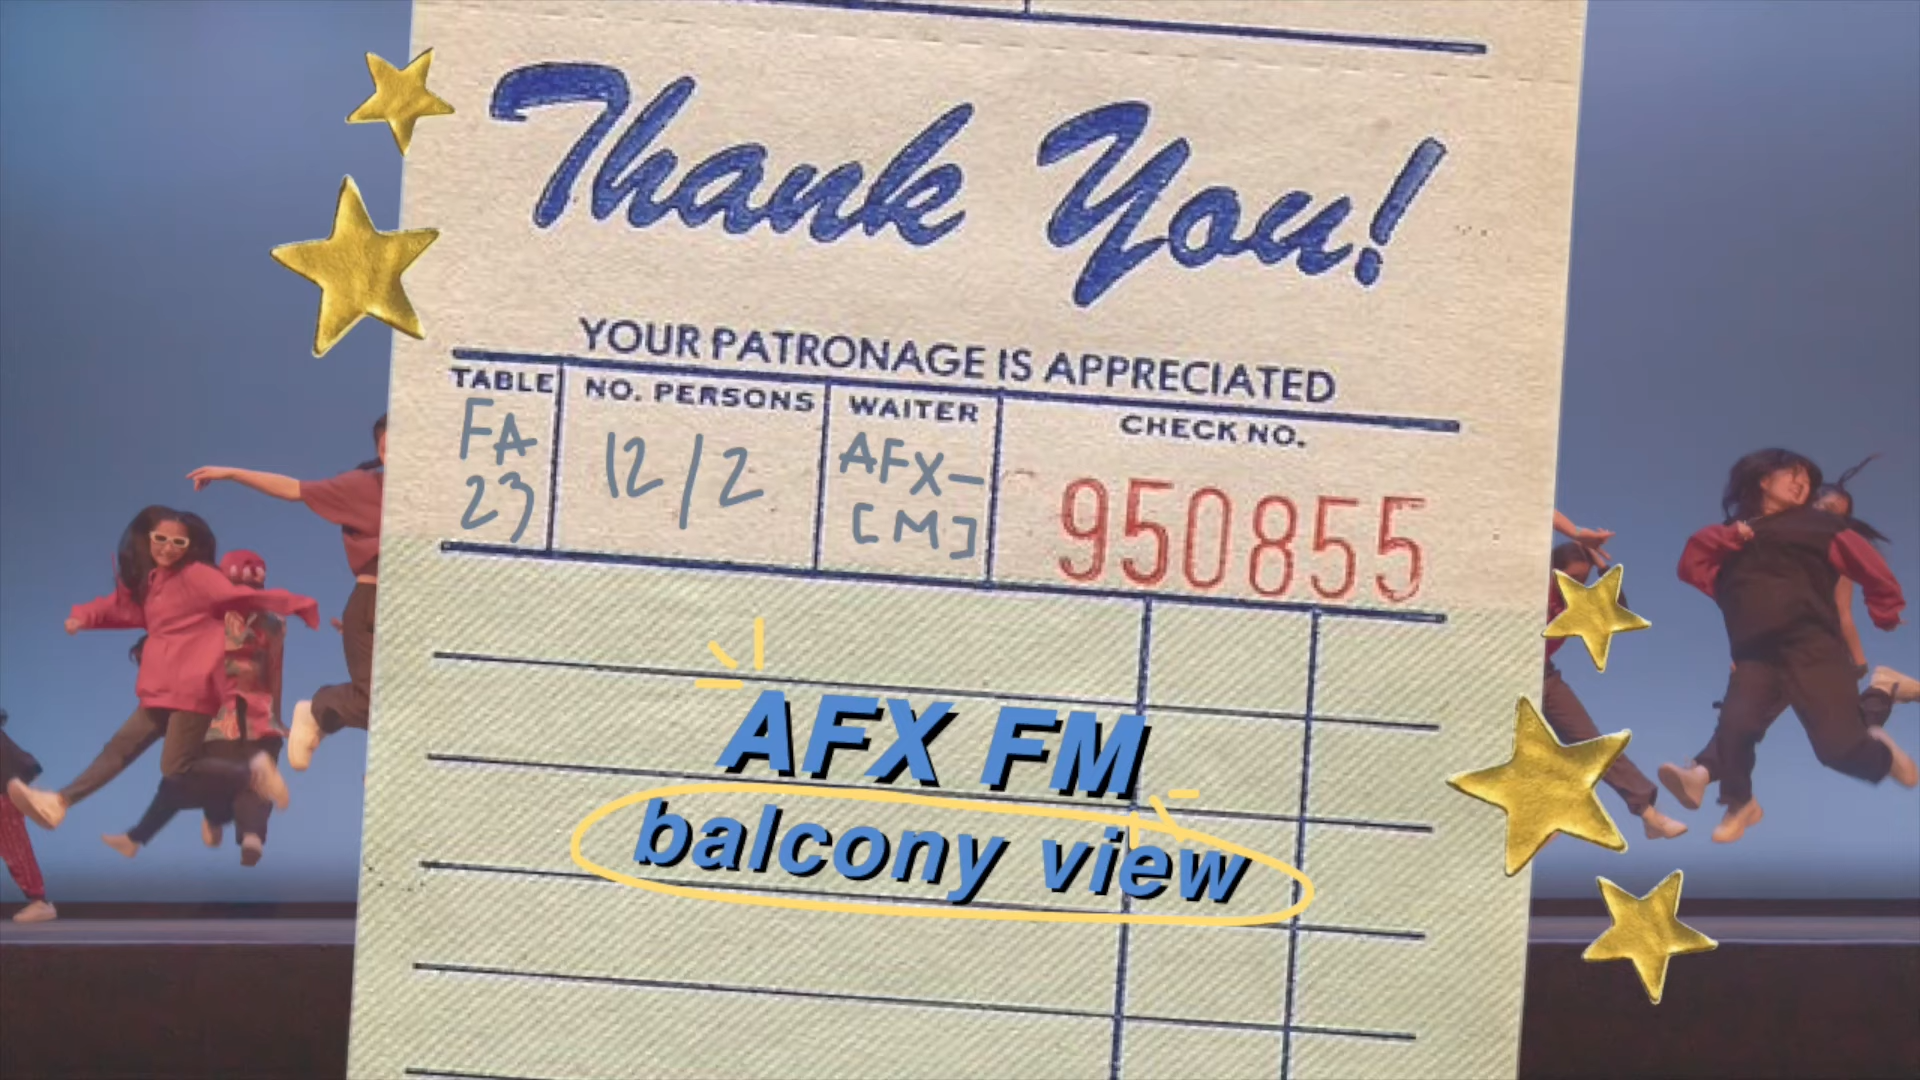 Thank You!
YOUR PATRONAGE IS APPRECIATED
TABLE NO. PERSONS WAITER CHECK NO.
FA 23 12/2 AFX-[M] 950855
AFX FM
balcony view